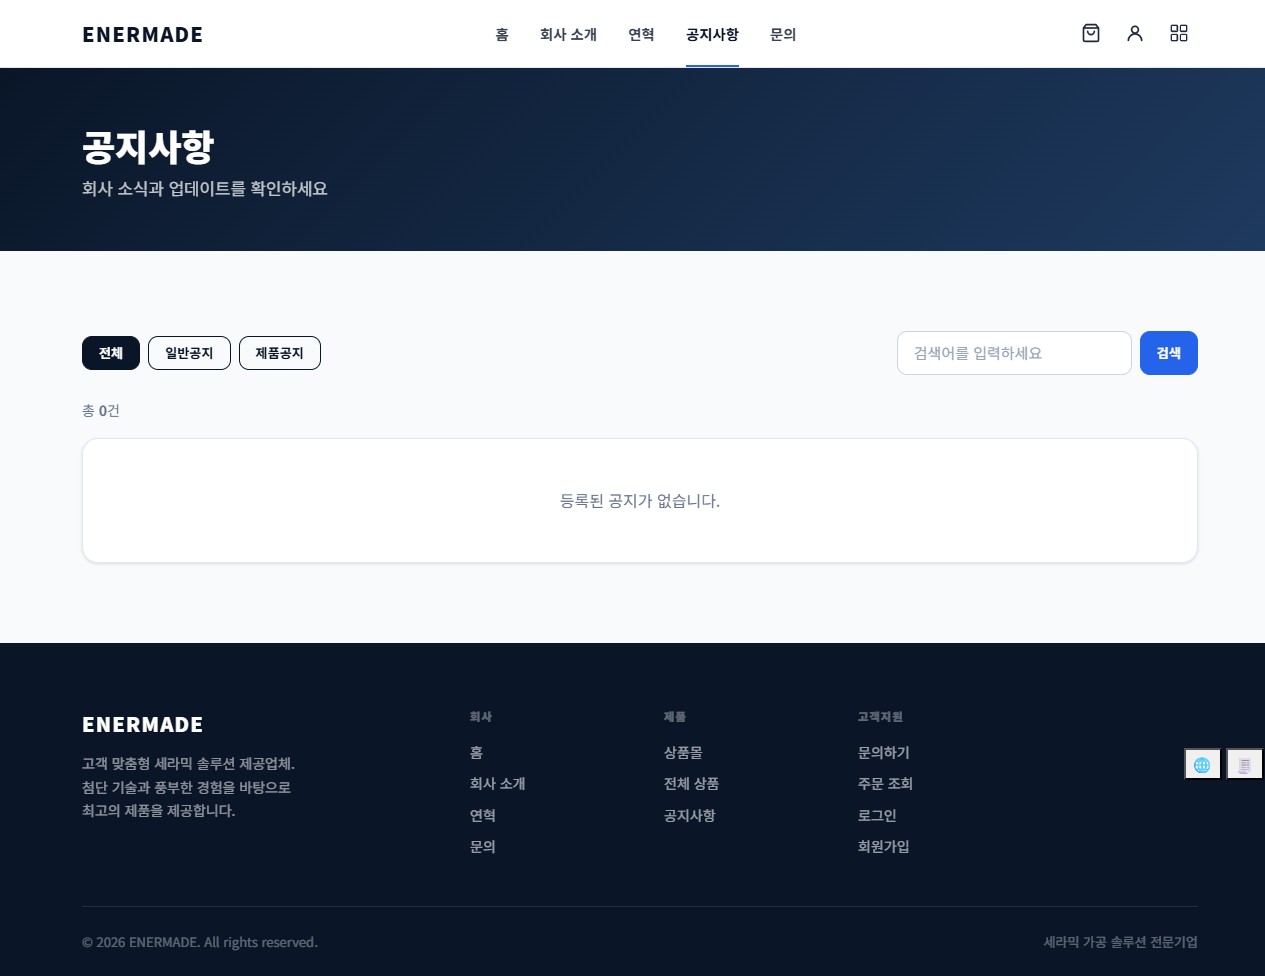 ENERMADE
홈 회사 소개 연혁 공지사항 문의
공지사항
회사 소식과 업데이트를 확인하세요
전체 일반공지 제품공지
검색어를 입력하세요 검색
총 0건
등록된 공지가 없습니다.
ENERMADE
고객 맞춤형 세라믹 솔루션 제공업체.
첨단 기술과 풍부한 경험을 바탕으로
최고의 제품을 제공합니다.
회사
홈
회사 소개
연혁
문의
제품
상품몰
전체 상품
공지사항
고객지원
문의하기
주문 조회
로그인
회원가입
© 2026 ENERMADE. All rights reserved.
세라믹 가공 솔루션 전문기업